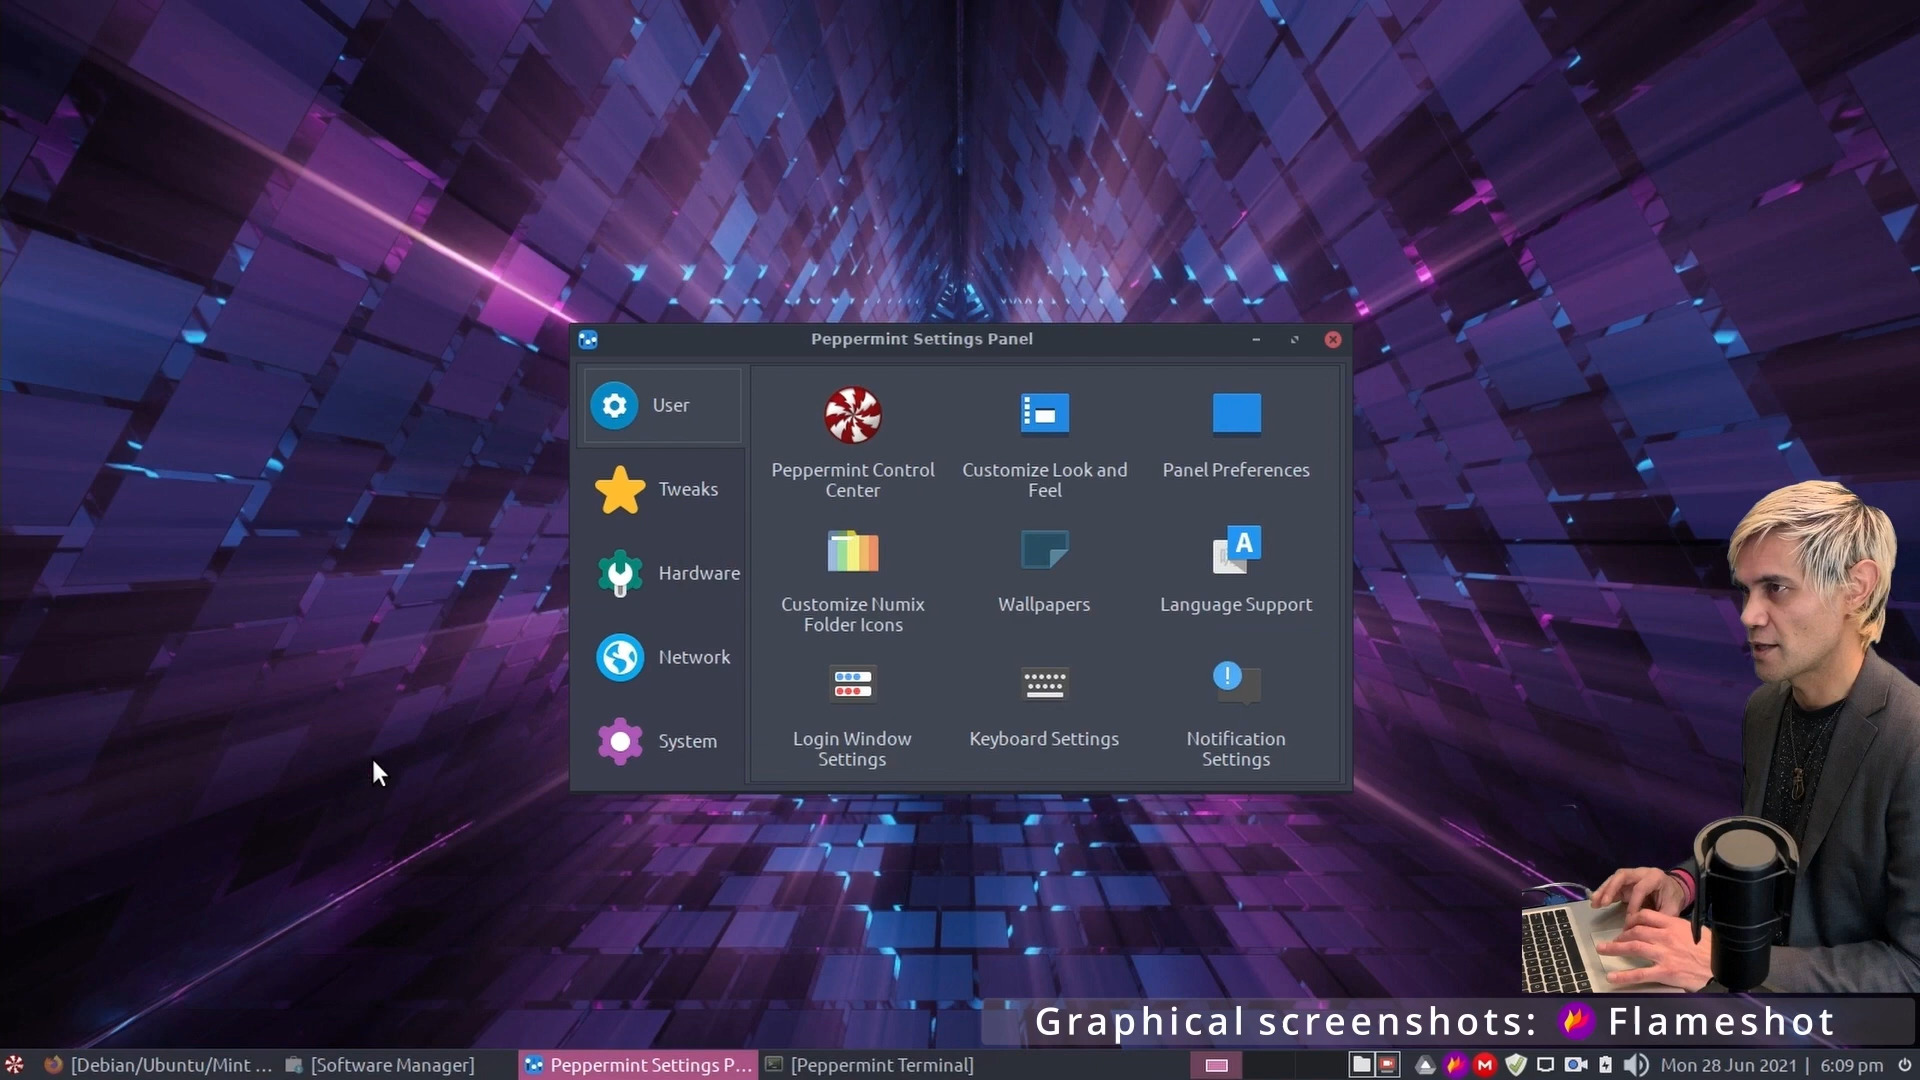 Peppermint Settings Panel
User
Tweaks
Hardware
Network
System
Peppermint Control
Center
Customize Look and
Feel
Panel Preferences
Customize Numix
Folder Icons
Wallpapers
A
Language Support
Login Window
Settings
Keyboard Settings
!
Notification
Settings
Graphical screenshots: Flameshot
[Debian/Ubuntu/Mint ...
[Software Manager]
Peppermint Settings P...
[Peppermint Terminal]
M
Mon 28 Jun 2021 | 6:09 pm